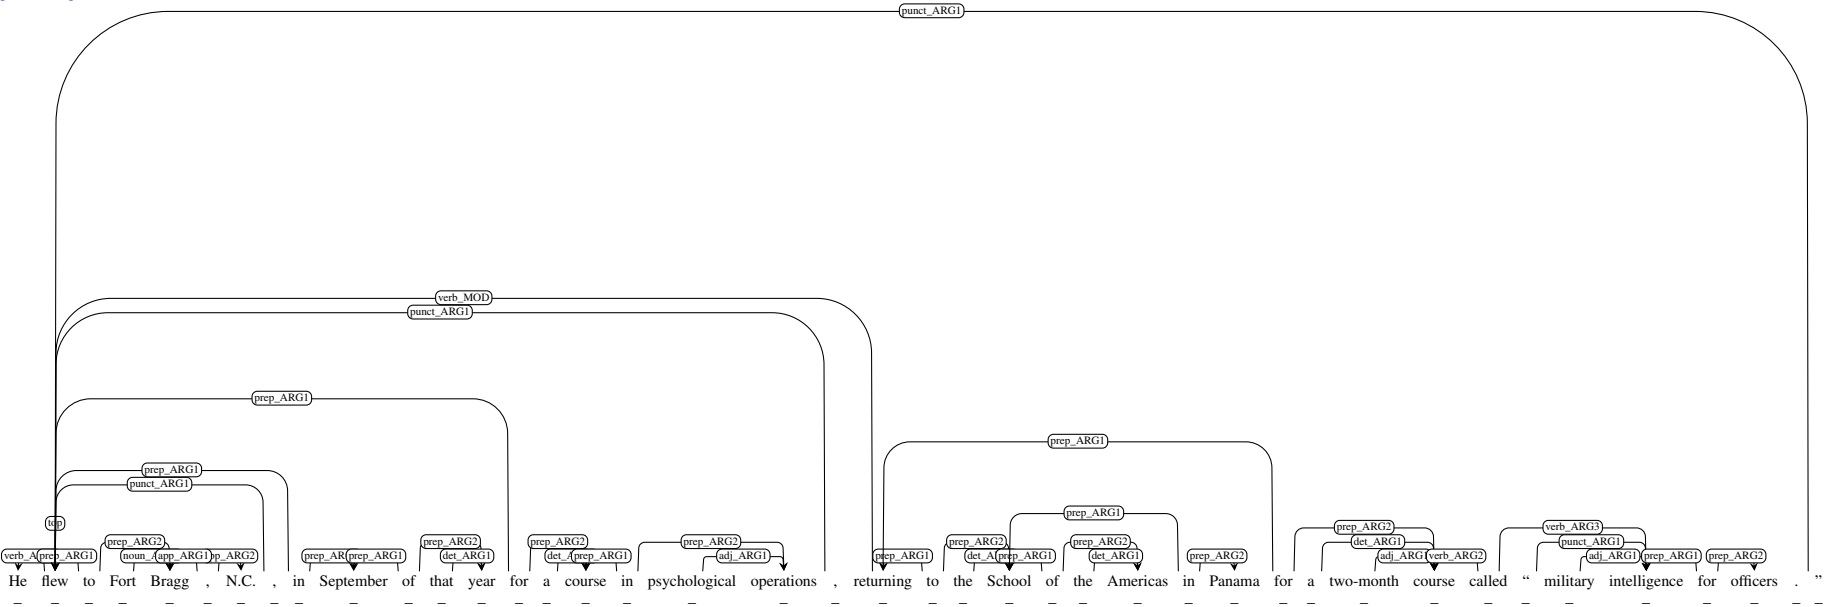 punct_ARG1
verb_MOD
punct_ARG1
prep_ARG1
prep_ARG1
prep_ARG1
punct_ARG1
prep_ARG1
top
prep_ARG2 verb_ARG3
prep_ARG2 prep_ARG2 prep_ARG2 prep_ARG2 prep_ARG2 prep_ARG2 det_ARG1 punct_ARG1
prep_ARG1 app_ARG1 prep_ARG1 det_ARG1 prep_ARG1 adj_ARG1 prep_ARG1 prep_ARG1 det_ARG1 prep_ARG2 adj_ARG1 verb_ARG2 adj_ARG1 prep_ARG1 prep_ARG2
He flew to Fort Bragg , N.C. , in September of that year for a course in psychological operations , returning to the School of the Americas in Panama for a two-month course called “ military intelligence for officers . ”